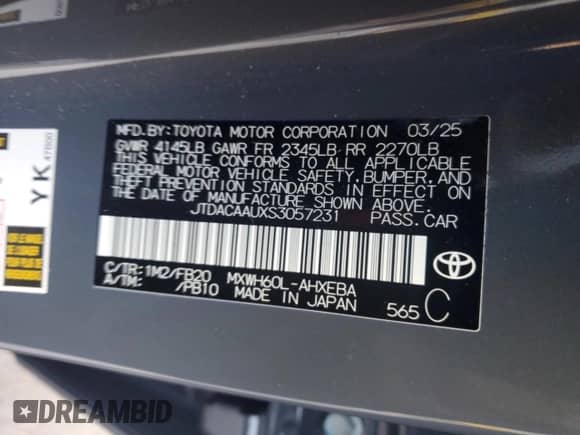 MFD.BY:TOYOTA MOTOR CORPORATION 03/25
GVWR 4145LB GAWR FR 2345LB RR 2270LB
THIS VEHICLE CONFORMS TO ALL APPLICABLE
FEDERAL MOTOR VEHICLE SAFETY,BUMPER,AND
THEFT PREVENTION STANDARDS IN EFFECT ON
THE DATE OF MANUFACTURE SHOWN ABOVE.
JTDACAAUXS3057231 PASS.CAR
C/TR:1M2/FB20 MXWH60L-AHXEBA
A/TM: /PB10 MADE IN JAPAN 565 C
YK
47B00
DREAMBID